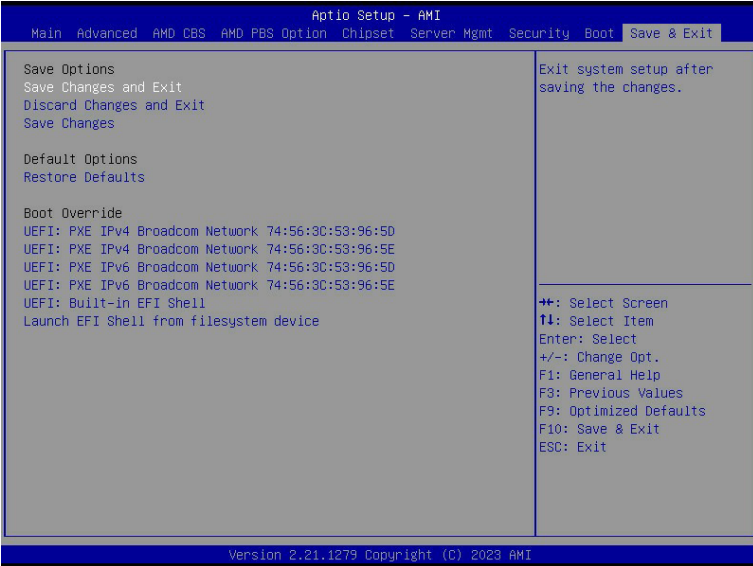 Aptio Setup - AMI
Main Advanced AMD CBS AMD PBS Option Chipset Server Mgmt Security Boot Save & Exit
Save Options
Save Changes and Exit
Discard Changes and Exit
Save Changes
Default Options
Restore Defaults
Boot Override
UEFI: PXE IPv4 Broadcom Network 74:56:3C:53:96:5D
UEFI: PXE IPv4 Broadcom Network 74:56:3C:53:96:5E
UEFI: PXE IPv6 Broadcom Network 74:56:3C:53:96:5D
UEFI: PXE IPv6 Broadcom Network 74:56:3C:53:96:5E
UEFI: Built-in EFI Shell
Launch EFI Shell from filesystem device
Exit system setup after
saving the changes.
→←: Select Screen
↑↓: Select Item
Enter: Select
+/-: Change Opt.
F1: General Help
F3: Previous Values
F9: Optimized Defaults
F10: Save & Exit
ESC: Exit
Version 2.21.1279 Copyright (C) 2023 AMI